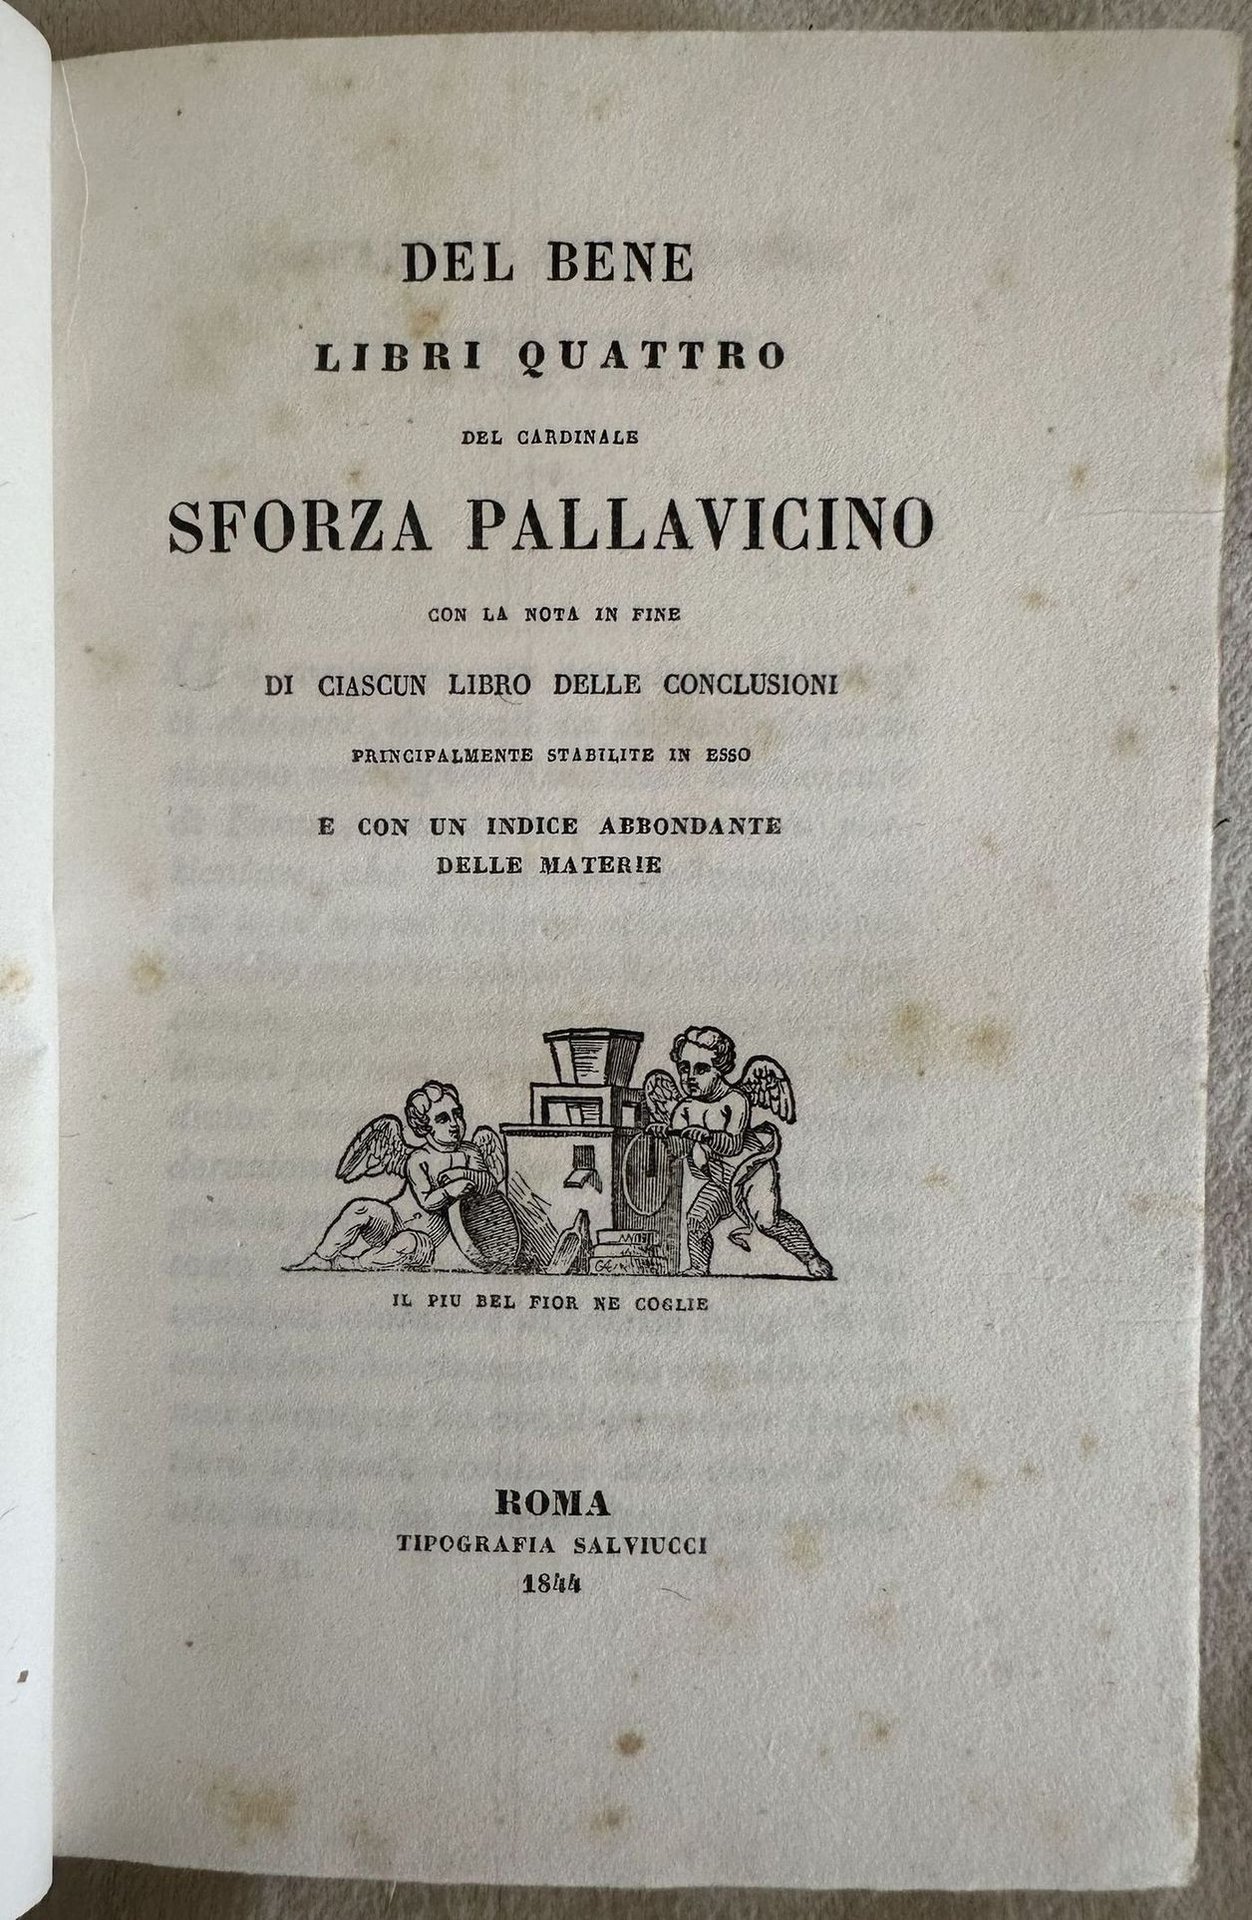 DEL BENE
LIBRI QUATTRO
DEL CARDINALE
SFORZA PALLAVICINO
CON LA NOTA IN FINE
DI CIASCUN LIBRO DELLE CONCLUSIONI
PRINCIPALMENTE STABILITE IN ESSO
E CON UN INDICE ABBONDANTE
DELLE MATERIE
IL PIU BEL FIOR NE COGLIE
ROMA
TIPOGRAFIA SALVIUCCI
1844